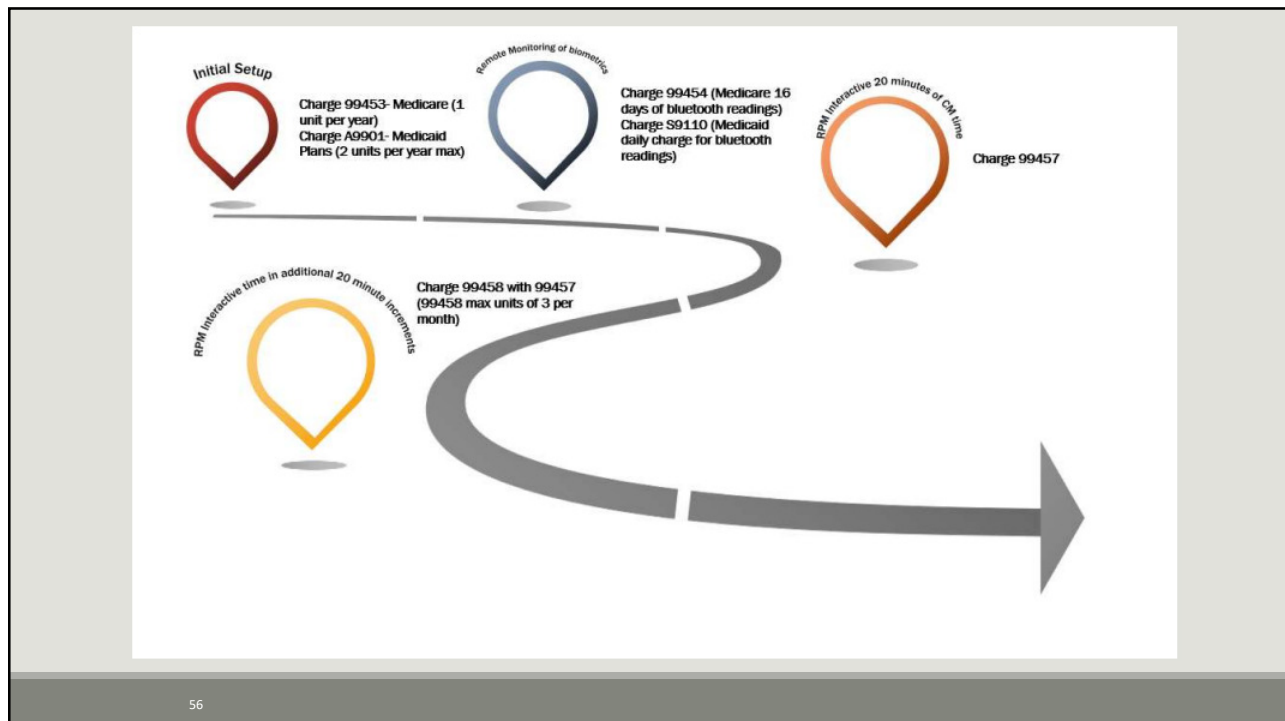 Initial Setup
Charge 99453- Medicare (1
unit per year)
Charge A9901- Medicaid
Plans (2 units per year max)
Remote Monitoring of biometrics
Charge 99454 (Medicare 16
days of bluetooth readings)
Charge S9110 (Medicaid
daily charge for bluetooth
readings)
RPM Interactive 20 minutes of CM time
Charge 99457
RPM Interactive time in additional 20 minute increments
Charge 99458 with 99457
(99458 max units of 3 per
month)
56